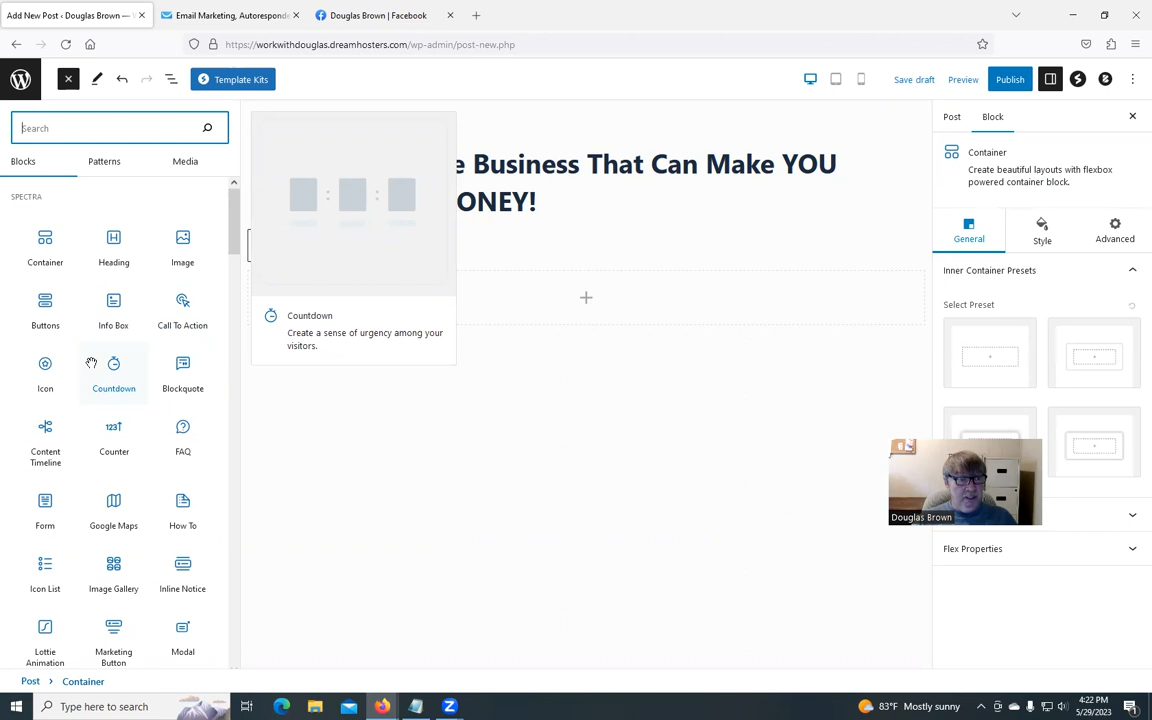 Add New Post ‹ Douglas Brown — W
Email Marketing, Autoresponde
Douglas Brown | Facebook
https://workwithdouglas.dreamhosters.com/wp-admin/post-new.php
Template Kits
Save draft
Preview
Publish
Search
Blocks
Patterns
Media
SPECTRA
Container
Heading
Image
Buttons
Info Box
Call To Action
Icon
Countdown
Blockquote
Content
Timeline
123↑
Counter
FAQ
Form
Google Maps
How To
Icon List
Image Gallery
Inline Notice
Lottie
Animation
Marketing
Button
Modal
Post › Container
e Business That Can Make YOU
ONEY!
Countdown
Create a sense of urgency among your
visitors.
Post
Block
Container
Create beautiful layouts with flexbox
powered container block.
General
Style
Advanced
Inner Container Presets
Select Preset
Flex Properties
Douglas Brown
Type here to search
83°F Mostly sunny
4:22 PM
5/29/2023